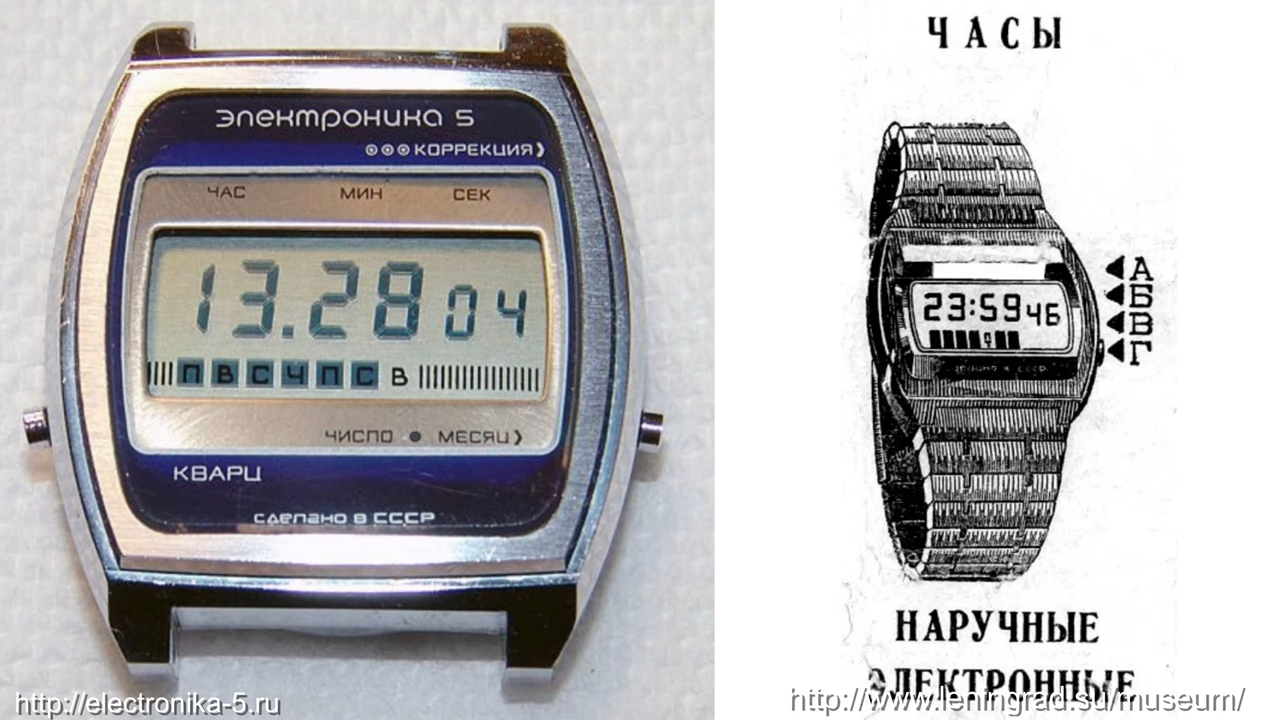 Электроника 5
КОРРЕКЦИЯ
ЧАС МИН СЕК
13.28 04
П В С Ч П С В
ЧИСЛО ● МЕСЯЦ
КВАРЦ
СДЕЛАНО В СССР
http://electronika-5.ru
ЧАСЫ
23:59 46
А
Б
В
Г
НАРУЧНЫЕ
ЭЛЕКТРОННЫЕ
http://www.leningrad.su/museum/